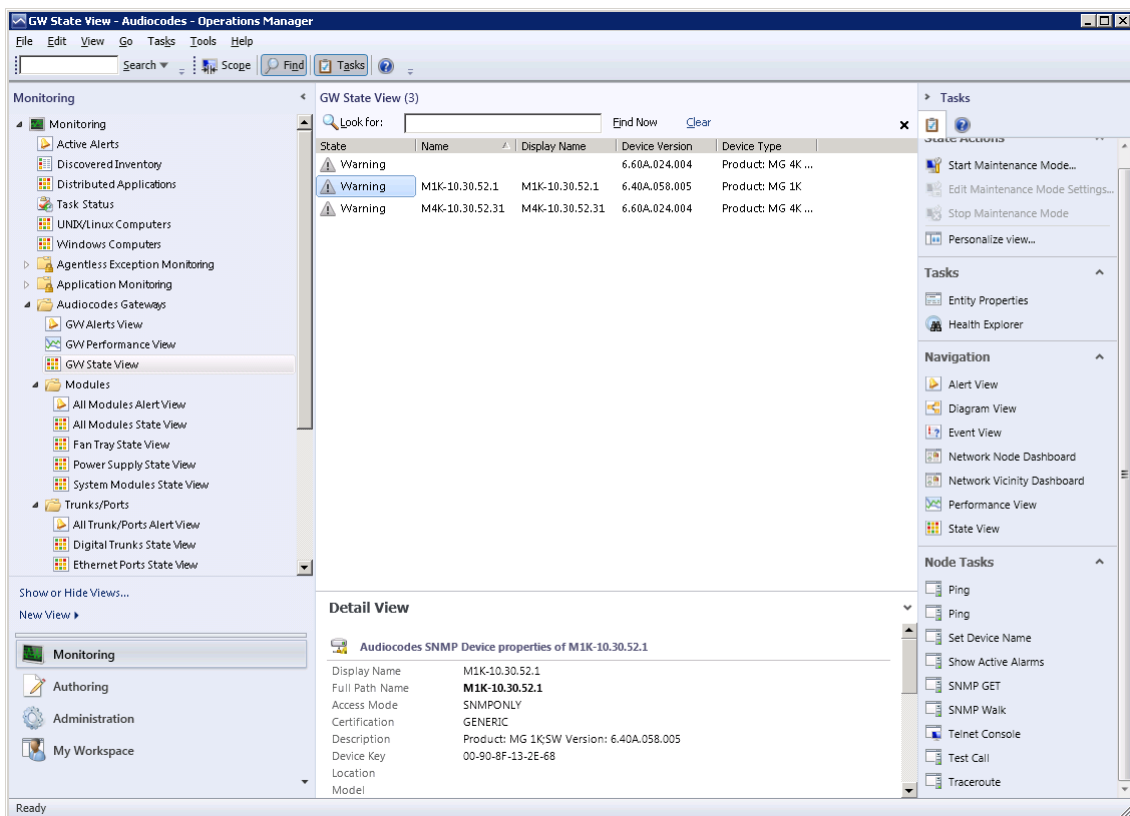 GW State View - Audiocodes - Operations Manager
File Edit View Go Tasks Tools Help
Search Scope Find Tasks
Monitoring
Monitoring
Active Alerts
Discovered Inventory
Distributed Applications
Task Status
UNIX/Linux Computers
Windows Computers
Agentless Exception Monitoring
Application Monitoring
Audiocodes Gateways
GW Alerts View
GW Performance View
GW State View
Modules
All Modules Alert View
All Modules State View
Fan Tray State View
Power Supply State View
System Modules State View
Trunks/Ports
All Trunk/Ports Alert View
Digital Trunks State View
Ethernet Ports State View
Show or Hide Views...
New View
Monitoring
Authoring
Administration
My Workspace
Ready
GW State View (3)
Look for: Find Now Clear
State Name Display Name Device Version Device Type
Warning 6.60A.024.004 Product: MG 4K ...
Warning M1K-10.30.52.1 M1K-10.30.52.1 6.40A.058.005 Product: MG 1K
Warning M4K-10.30.52.31 M4K-10.30.52.31 6.60A.024.004 Product: MG 4K ...
Detail View
Audiocodes SNMP Device properties of M1K-10.30.52.1
Display Name M1K-10.30.52.1
Full Path Name M1K-10.30.52.1
Access Mode SNMPONLY
Certification GENERIC
Description Product: MG 1K;SW Version: 6.40A.058.005
Device Key 00-90-8F-13-2E-68
Location
Model
Tasks
State Actions
Start Maintenance Mode...
Edit Maintenance Mode Settings...
Stop Maintenance Mode
Personalize view...
Tasks
Entity Properties
Health Explorer
Navigation
Alert View
Diagram View
Event View
Network Node Dashboard
Network Vicinity Dashboard
Performance View
State View
Node Tasks
Ping
Ping
Set Device Name
Show Active Alarms
SNMP GET
SNMP Walk
Telnet Console
Test Call
Traceroute